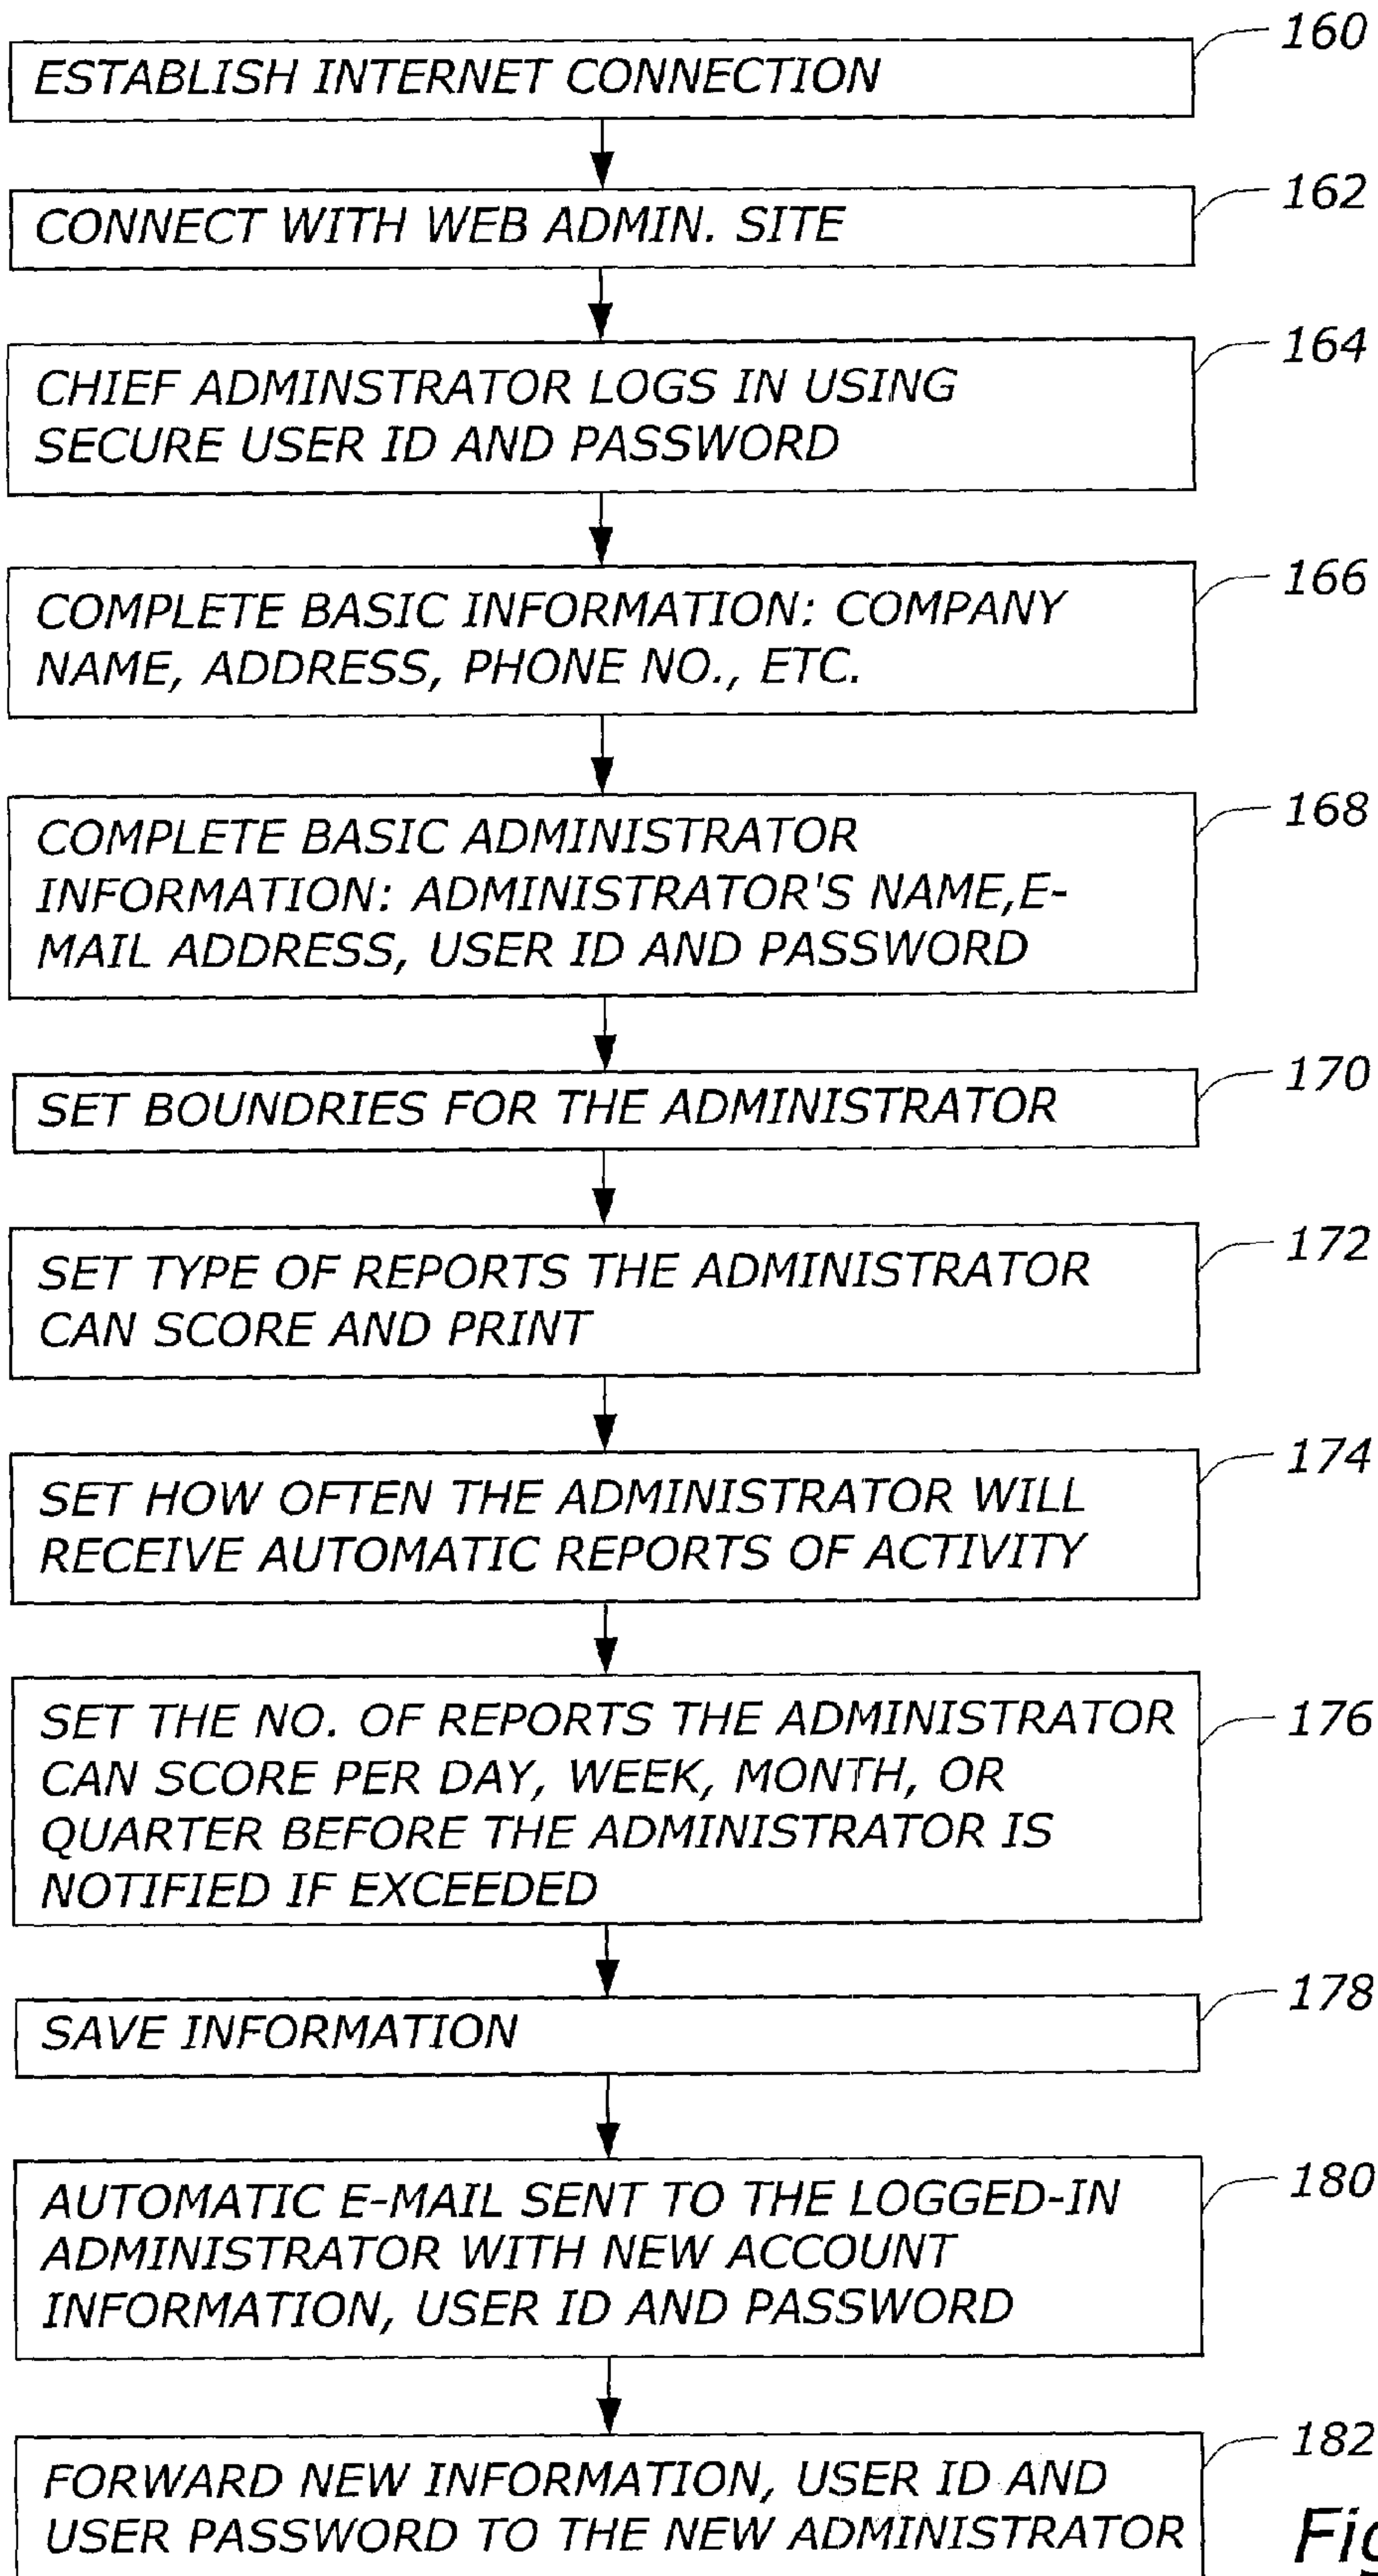 160
ESTABLISH INTERNET CONNECTION
162
CONNECT WITH WEB ADMIN. SITE
164
CHIEF ADMINSTRATOR LOGS IN USING
SECURE USER ID AND PASSWORD
166
COMPLETE BASIC INFORMATION: COMPANY
NAME, ADDRESS, PHONE NO., ETC.
168
COMPLETE BASIC ADMINISTRATOR
INFORMATION: ADMINISTRATOR'S NAME,E-
MAIL ADDRESS, USER ID AND PASSWORD
170
SET BOUNDRIES FOR THE ADMINISTRATOR
172
SET TYPE OF REPORTS THE ADMINISTRATOR
CAN SCORE AND PRINT
174
SET HOW OFTEN THE ADMINISTRATOR WILL
RECEIVE AUTOMATIC REPORTS OF ACTIVITY
176
SET THE NO. OF REPORTS THE ADMINISTRATOR
CAN SCORE PER DAY, WEEK, MONTH, OR
QUARTER BEFORE THE ADMINISTRATOR IS
NOTIFIED IF EXCEEDED
178
SAVE INFORMATION
180
AUTOMATIC E-MAIL SENT TO THE LOGGED-IN
ADMINISTRATOR WITH NEW ACCOUNT
INFORMATION, USER ID AND PASSWORD
182
FORWARD NEW INFORMATION, USER ID AND
USER PASSWORD TO THE NEW ADMINISTRATOR
Fig